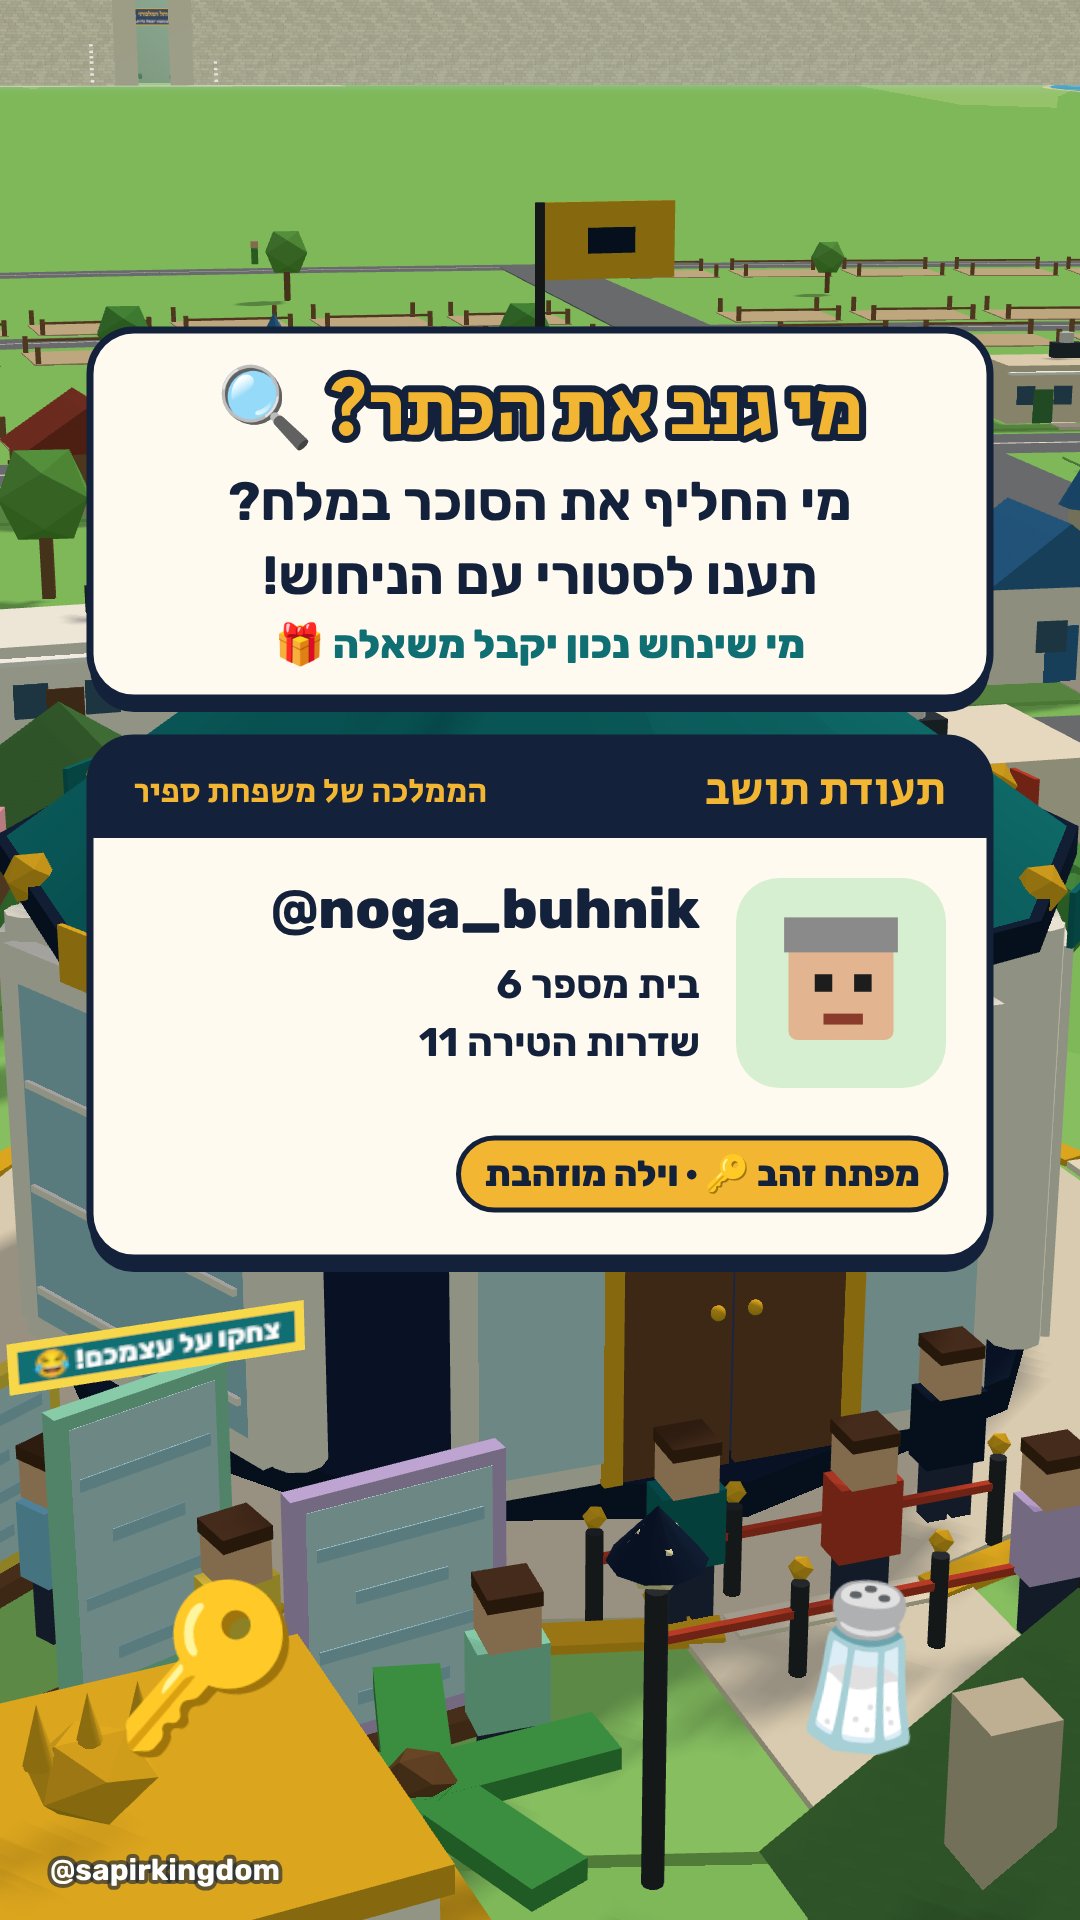 מי גנב את הכתר? 🔍
מי החליף את הסוכר במלח?
תענו לסטורי עם הניחוש!
מי שינחש נכון יקבל משאלה 🎁
תעודת תושב
הממלכה של משפחת ספיר
@noga_buhnik
בית מספר 6
שדרות הטירה 11
מפתח זהב 🔑 • וילה מוזהבת
צחקו על עצמכם! 😂
@sapirkingdom